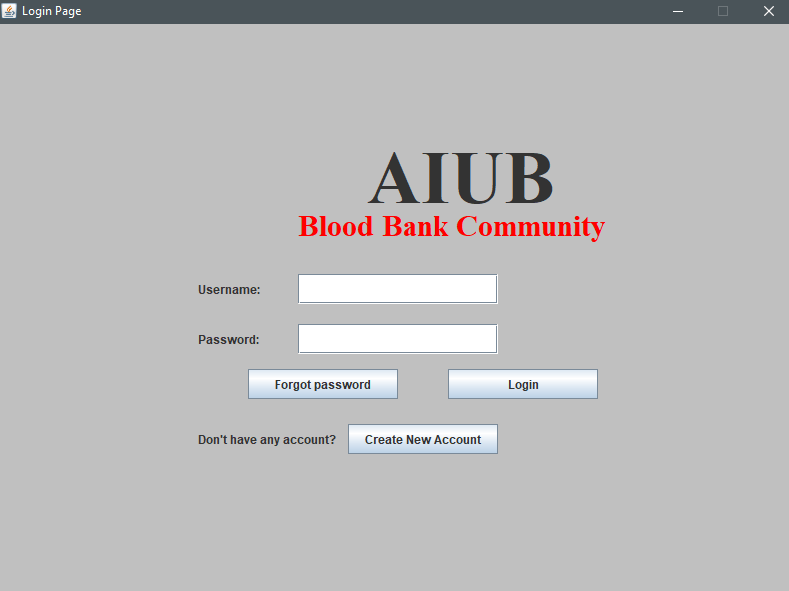 Login Page
AIUB
Blood Bank Community
Username:
Password:
Forgot password Login
Don't have any account? Create New Account